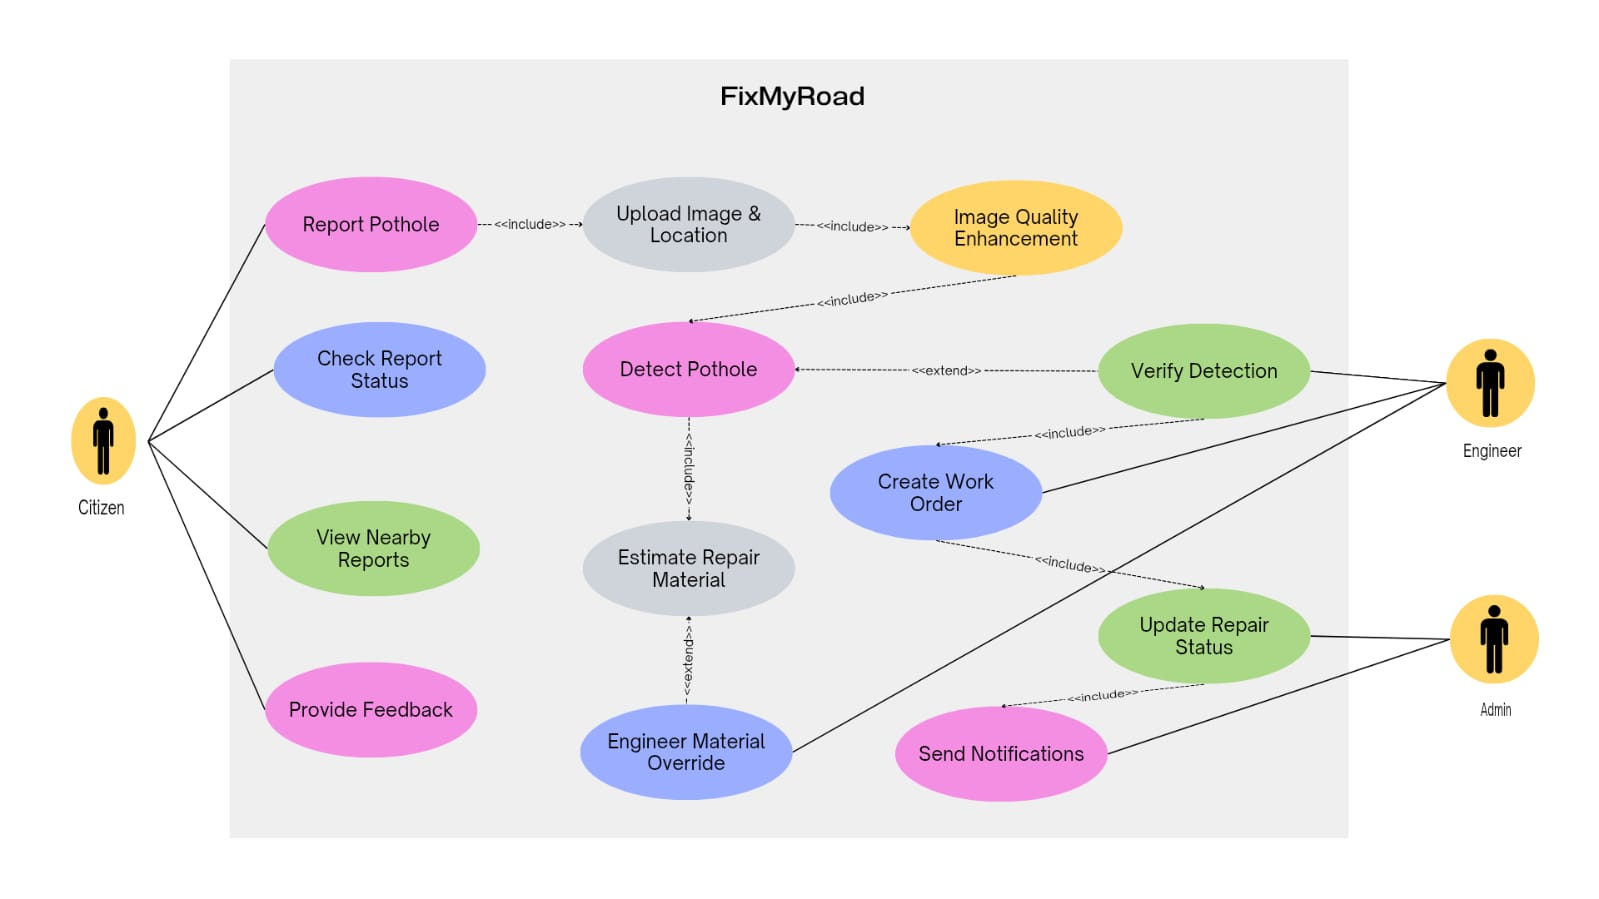 FixMyRoad
Report Pothole
<<include>>
Upload Image &
Location
<<include>>
Image Quality
Enhancement
<<include>>
Check Report
Status
Detect Pothole
<<extend>>
Verify Detection
Engineer
<<include>>
<<include>>
Create Work
Order
Citizen
View Nearby
Reports
Estimate Repair
Material
<<include>>
Update Repair
Status
Admin
<<extend>>
<<include>>
Provide Feedback
Engineer Material
Override
Send Notifications